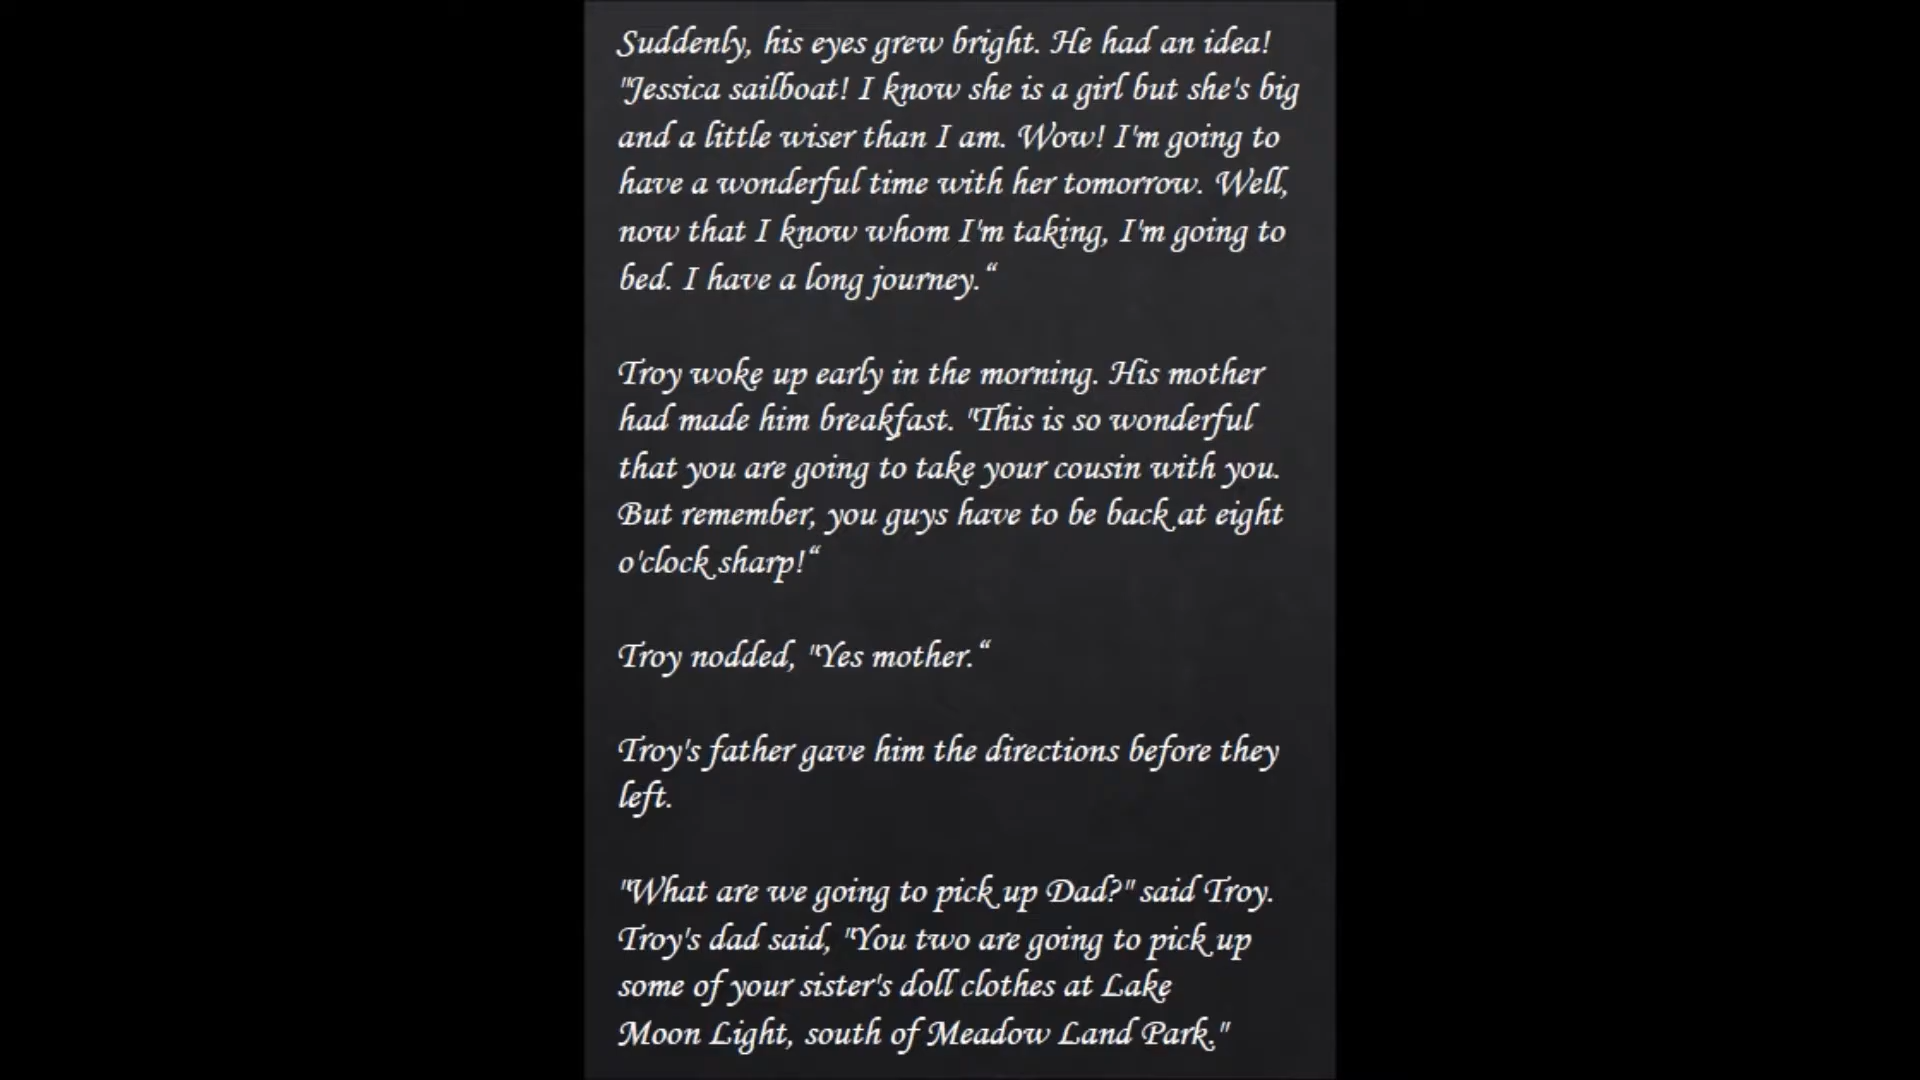 Suddenly, his eyes grew bright. He had an idea!
"Jessica sailboat! I know she is a girl but she's big
and a little wiser than I am. Wow! I'm going to
have a wonderful time with her tomorrow. Well,
now that I know whom I'm taking, I'm going to
bed. I have a long journey.“
Troy woke up early in the morning. His mother
had made him breakfast. "This is so wonderful
that you are going to take your cousin with you.
But remember, you guys have to be back at eight
o'clock sharp!“
Troy nodded, "Yes mother.“
Troy's father gave him the directions before they
left.
"What are we going to pick up Dad?" said Troy.
Troy's dad said, "You two are going to pick up
some of your sister's doll clothes at Lake
Moon Light, south of Meadow Land Park."